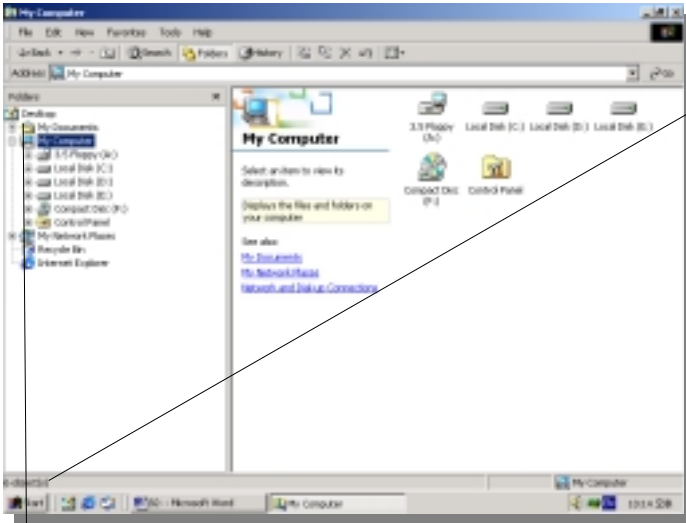 My Computer
File Edit View Favorites Tools Help
Back Search Folders History
Address My Computer Go
Folders
Desktop
My Documents
My Computer
3.5 Floppy (A:)
Local Disk (C:)
Local Disk (D:)
Local Disk (E:)
Compact Disc (F:)
Control Panel
My Network Places
Recycle Bin
Internet Explorer
My Computer
Select an item to view its
description.
Displays the files and folders on
your computer
See also:
My Documents
My Network Places
Network and Dial-up Connections
3.5 Floppy
(A:)
Local Disk (C:)
Local Disk (D:)
Local Disk (E:)
Compact Disc
(F:)
Control Panel
6 object(s)
My Computer
Start
Microsoft Word
My Computer